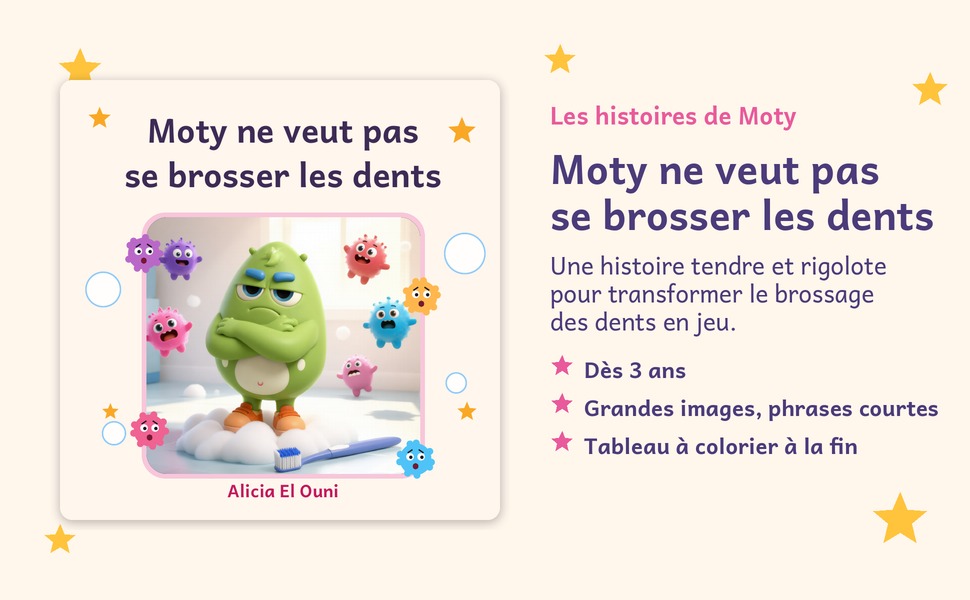 Moty ne veut pas
se brosser les dents
Alicia El Ouni
Les histoires de Moty
Moty ne veut pas
se brosser les dents
Une histoire tendre et rigolote
pour transformer le brossage
des dents en jeu.
Dès 3 ans
Grandes images, phrases courtes
Tableau à colorier à la fin